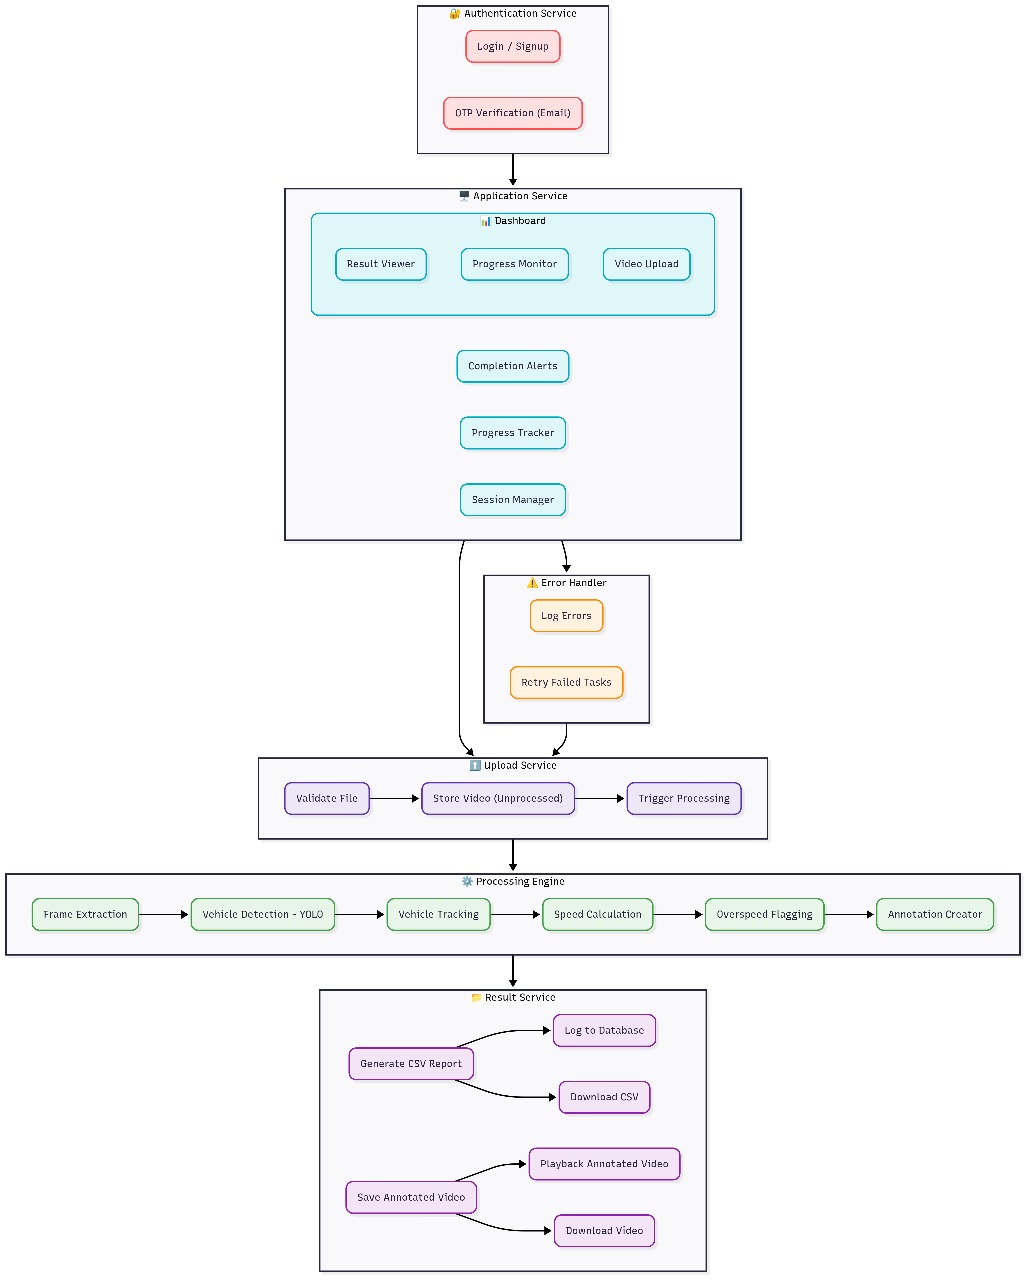 🔐 Authentication Service
Login / Signup
OTP Verification (Email)
🖥️ Application Service
📊 Dashboard
Result Viewer
Progress Monitor
Video Upload
Completion Alerts
Progress Tracker
Session Manager
⚠️ Error Handler
Log Errors
Retry Failed Tasks
⬆️ Upload Service
Validate File
Store Video (Unprocessed)
Trigger Processing
⚙️ Processing Engine
Frame Extraction
Vehicle Detection - YOLO
Vehicle Tracking
Speed Calculation
Overspeed Flagging
Annotation Creator
📁 Result Service
Log to Database
Generate CSV Report
Download CSV
Playback Annotated Video
Save Annotated Video
Download Video